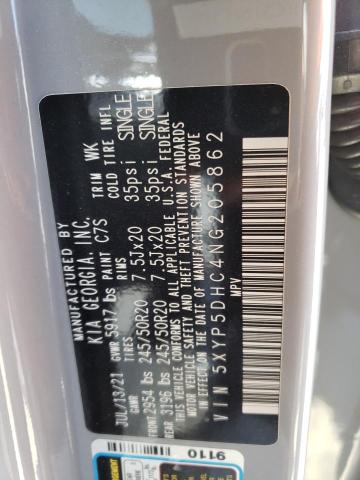 MANUFACTURED BY
KIA GEORGIA, INC.
JUL/13/21 GVWR 5917 lbs PAINT C7S TRIM WK
GAWR TIRES RIMS COLD TIRE INFL
FRONT 2954 lbs 245/50R20 7.5Jx20 35psi SINGLE
REAR 3196 lbs 245/50R20 7.5Jx20 35psi SINGLE
THIS VEHICLE CONFORMS TO ALL APPLICABLE U.S.A. FEDERAL
MOTOR VEHICLE SAFETY AND THEFT PREVENTION STANDARDS
IN EFFECT ON THE DATE OF MANUFACTURE SHOWN ABOVE
VIN 5XYP5DHC4NG205862
MPV
9110